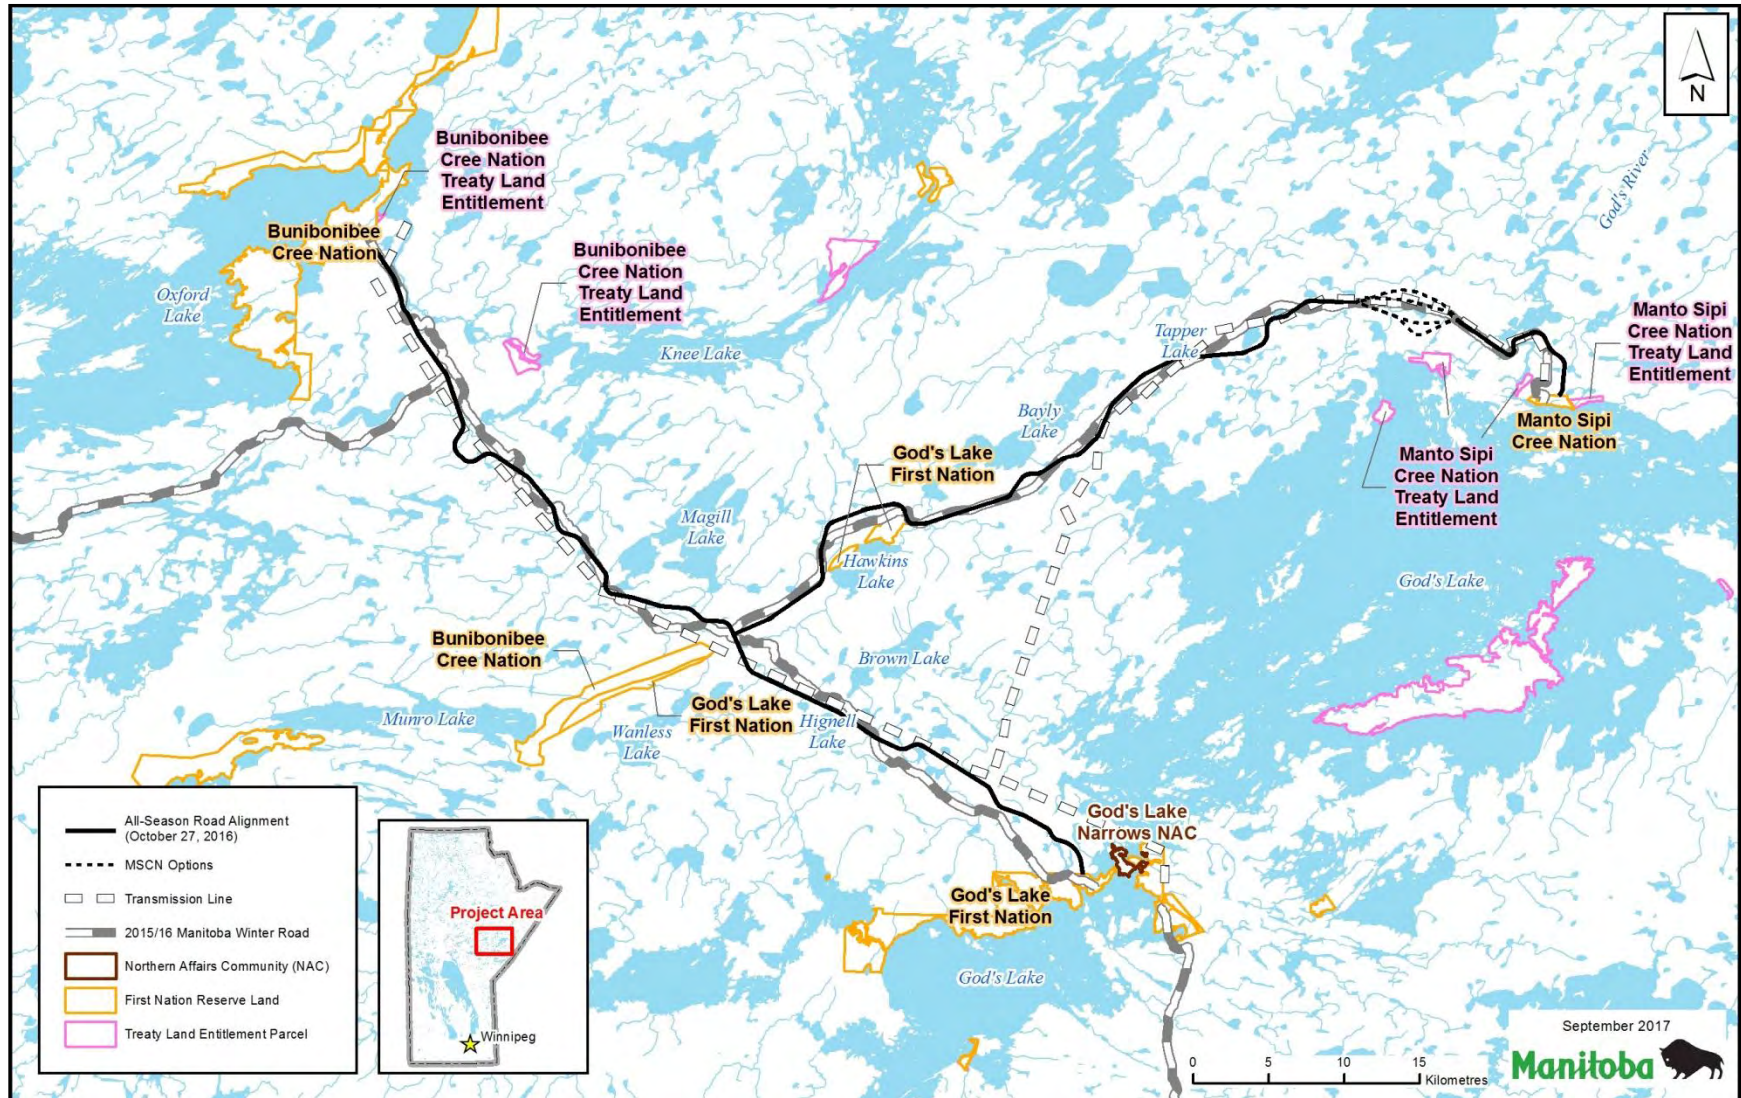 N
God's River
Bunibonibee
Cree Nation
Treaty Land
Entitlement
Bunibonibee
Cree Nation
Bunibonibee
Cree Nation
Treaty Land
Entitlement
Oxford
Lake
Knee Lake
Tapper
Lake
Manto Sipi
Cree Nation
Treaty Land
Entitlement
Bayly
Lake
Manto Sipi
Cree Nation
God's Lake
First Nation
Manto Sipi
Cree Nation
Treaty Land
Entitlement
Magill
Lake
Hawkins
Lake
God's Lake
Bunibonibee
Cree Nation
Brown Lake
God's Lake
First Nation
Munro Lake
Wanless
Lake
Hignell
Lake
God's Lake
Narrows NAC
God's Lake
First Nation
God's Lake
All-Season Road Alignment
(October 27, 2016)
MSCN Options
Transmission Line
2015/16 Manitoba Winter Road
Northern Affairs Community (NAC)
First Nation Reserve Land
Treaty Land Entitlement Parcel
Project Area
Winnipeg
0 5 10 15
Kilometres
September 2017
Manitoba